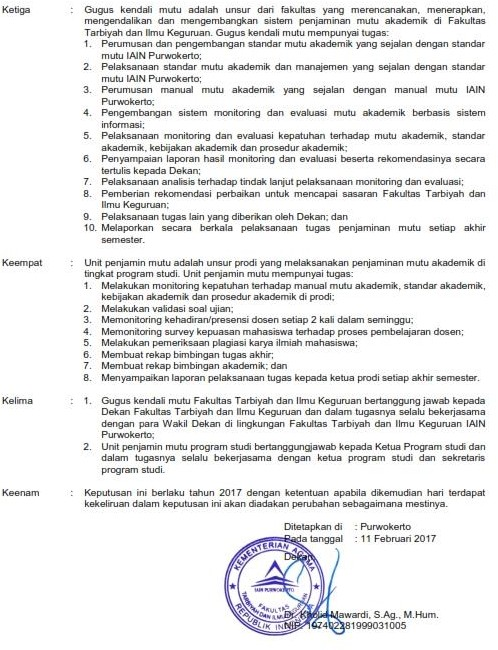 Ketiga : Gugus kendali mutu adalah unsur dari fakultas yang merencanakan, menerapkan,
mengendalikan dan mengembangkan sistem penjaminan mutu akademik di Fakultas
Tarbiyah dan Ilmu Keguruan. Gugus kendali mutu mempunyai tugas:
1. Perumusan dan pengembangan standar mutu akademik yang sejalan dengan standar
mutu IAIN Purwokerto;
2. Pelaksanaan standar mutu akademik dan manajemen yang sejalan dengan standar
mutu IAIN Purwokerto;
3. Perumusan manual mutu akademik yang sejalan dengan manual mutu IAIN
Purwokerto;
4. Pengembangan sistem monitoring dan evaluasi mutu akademik berbasis sistem
informasi;
5. Pelaksanaan monitoring dan evaluasi kepatuhan terhadap mutu akademik, standar
akademik, kebijakan akademik dan prosedur akademik;
6. Penyampaian laporan hasil monitoring dan evaluasi beserta rekomendasinya secara
tertulis kepada Dekan;
7. Pelaksanaan analisis terhadap tindak lanjut pelaksanaan monitoring dan evaluasi;
8. Pemberian rekomendasi perbaikan untuk mencapai sasaran Fakultas Tarbiyah dan
Ilmu Keguruan;
9. Pelaksanaan tugas lain yang diberikan oleh Dekan; dan
10. Melaporkan secara berkala pelaksanaan tugas penjaminan mutu setiap akhir
semester.
Keempat : Unit penjamin mutu adalah unsur prodi yang melaksanakan penjaminan mutu akademik di
tingkat program studi. Unit penjamin mutu mempunyai tugas:
1. Melakukan monitoring kepatuhan terhadap manual mutu akademik, standar akademik,
kebijakan akademik dan prosedur akademik di prodi;
2. Melakukan validasi soal ujian;
3. Memonitoring kehadiran/presensi dosen setiap 2 kali dalam seminggu;
4. Memonitoring survey kepuasan mahasiswa terhadap proses pembelajaran dosen;
5. Melakukan pemeriksaan plagiasi karya ilmiah mahasiswa;
6. Membuat rekap bimbingan tugas akhir;
7. Membuat rekap bimbingan akademik; dan
8. Menyampaikan laporan pelaksanaan tugas kepada ketua prodi setiap akhir semester.
Kelima : 1. Gugus kendali mutu Fakultas Tarbiyah dan Ilmu Keguruan bertanggung jawab kepada
Dekan Fakultas Tarbiyah dan Ilmu Keguruan dan dalam tugasnya selalu bekerjasama
dengan para Wakil Dekan di lingkungan Fakultas Tarbiyah dan Ilmu Keguruan IAIN
Purwokerto;
2. Unit penjamin mutu program studi bertanggungjawab kepada Ketua Program studi dan
dalam tugasnya selalu bekerjasama dengan ketua program studi dan sekretaris
program studi.
Keenam : Keputusan ini berlaku tahun 2017 dengan ketentuan apabila dikemudian hari terdapat
kekeliruan dalam keputusan ini akan diadakan perubahan sebagaimana mestinya.
Ditetapkan di : Purwokerto
Pada tanggal : 11 Februari 2017
Dekan,
KEMENTERIAN AGAMA
IAIN PURWOKERTO
FAKULTAS
TARBIYAH DAN ILMU KEGURUAN
REPUBLIK INDONESIA
Dr. Kholid Mawardi, S.Ag., M.Hum.
NIP. 197402281999031005